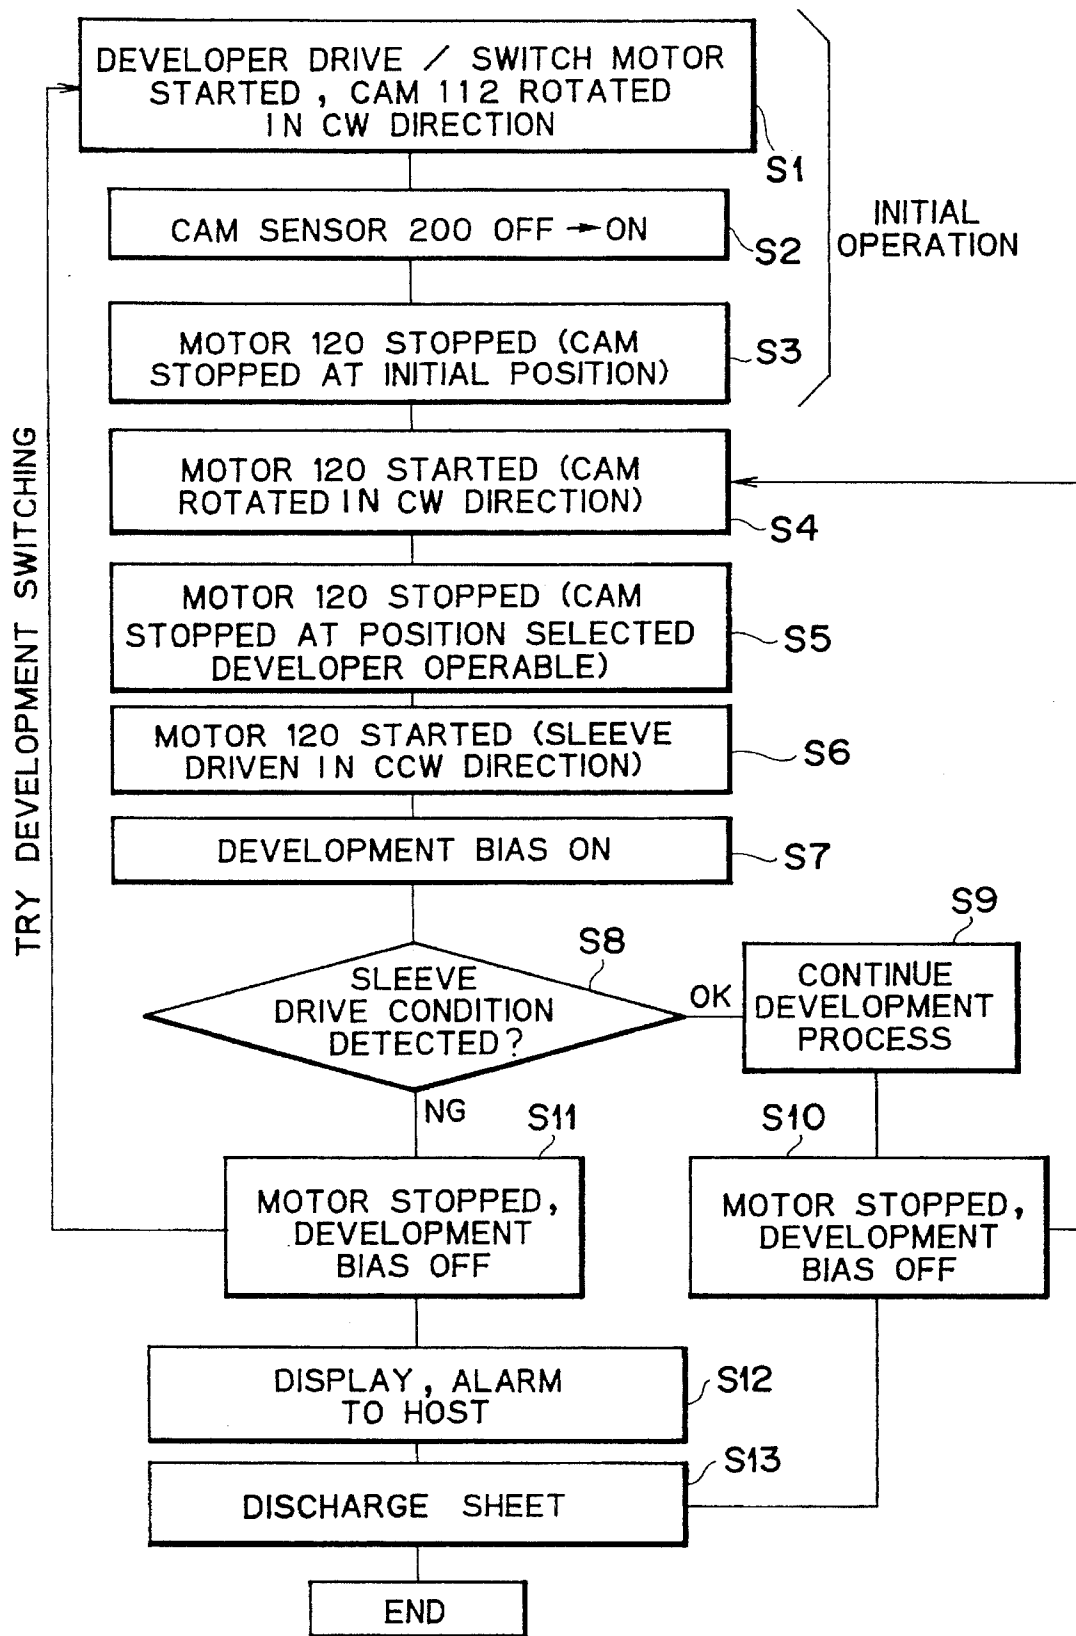 DEVELOPER DRIVE / SWITCH MOTOR
STARTED, CAM 112 ROTATED
IN CW DIRECTION
S1
CAM SENSOR 200 OFF → ON
S2
INITIAL
OPERATION
MOTOR 120 STOPPED (CAM
STOPPED AT INITIAL POSITION)
S3
MOTOR 120 STARTED (CAM
ROTATED IN CW DIRECTION)
S4
MOTOR 120 STOPPED (CAM
STOPPED AT POSITION SELECTED
DEVELOPER OPERABLE)
S5
MOTOR 120 STARTED (SLEEVE
DRIVEN IN CCW DIRECTION)
S6
DEVELOPMENT BIAS ON
S7
TRY DEVELOPMENT SWITCHING
SLEEVE
DRIVE CONDITION
DETECTED?
S8
OK
CONTINUE
DEVELOPMENT
PROCESS
S9
NG
MOTOR STOPPED,
DEVELOPMENT
BIAS OFF
S11
MOTOR STOPPED,
DEVELOPMENT
BIAS OFF
S10
DISPLAY, ALARM
TO HOST
S12
DISCHARGE SHEET
S13
END